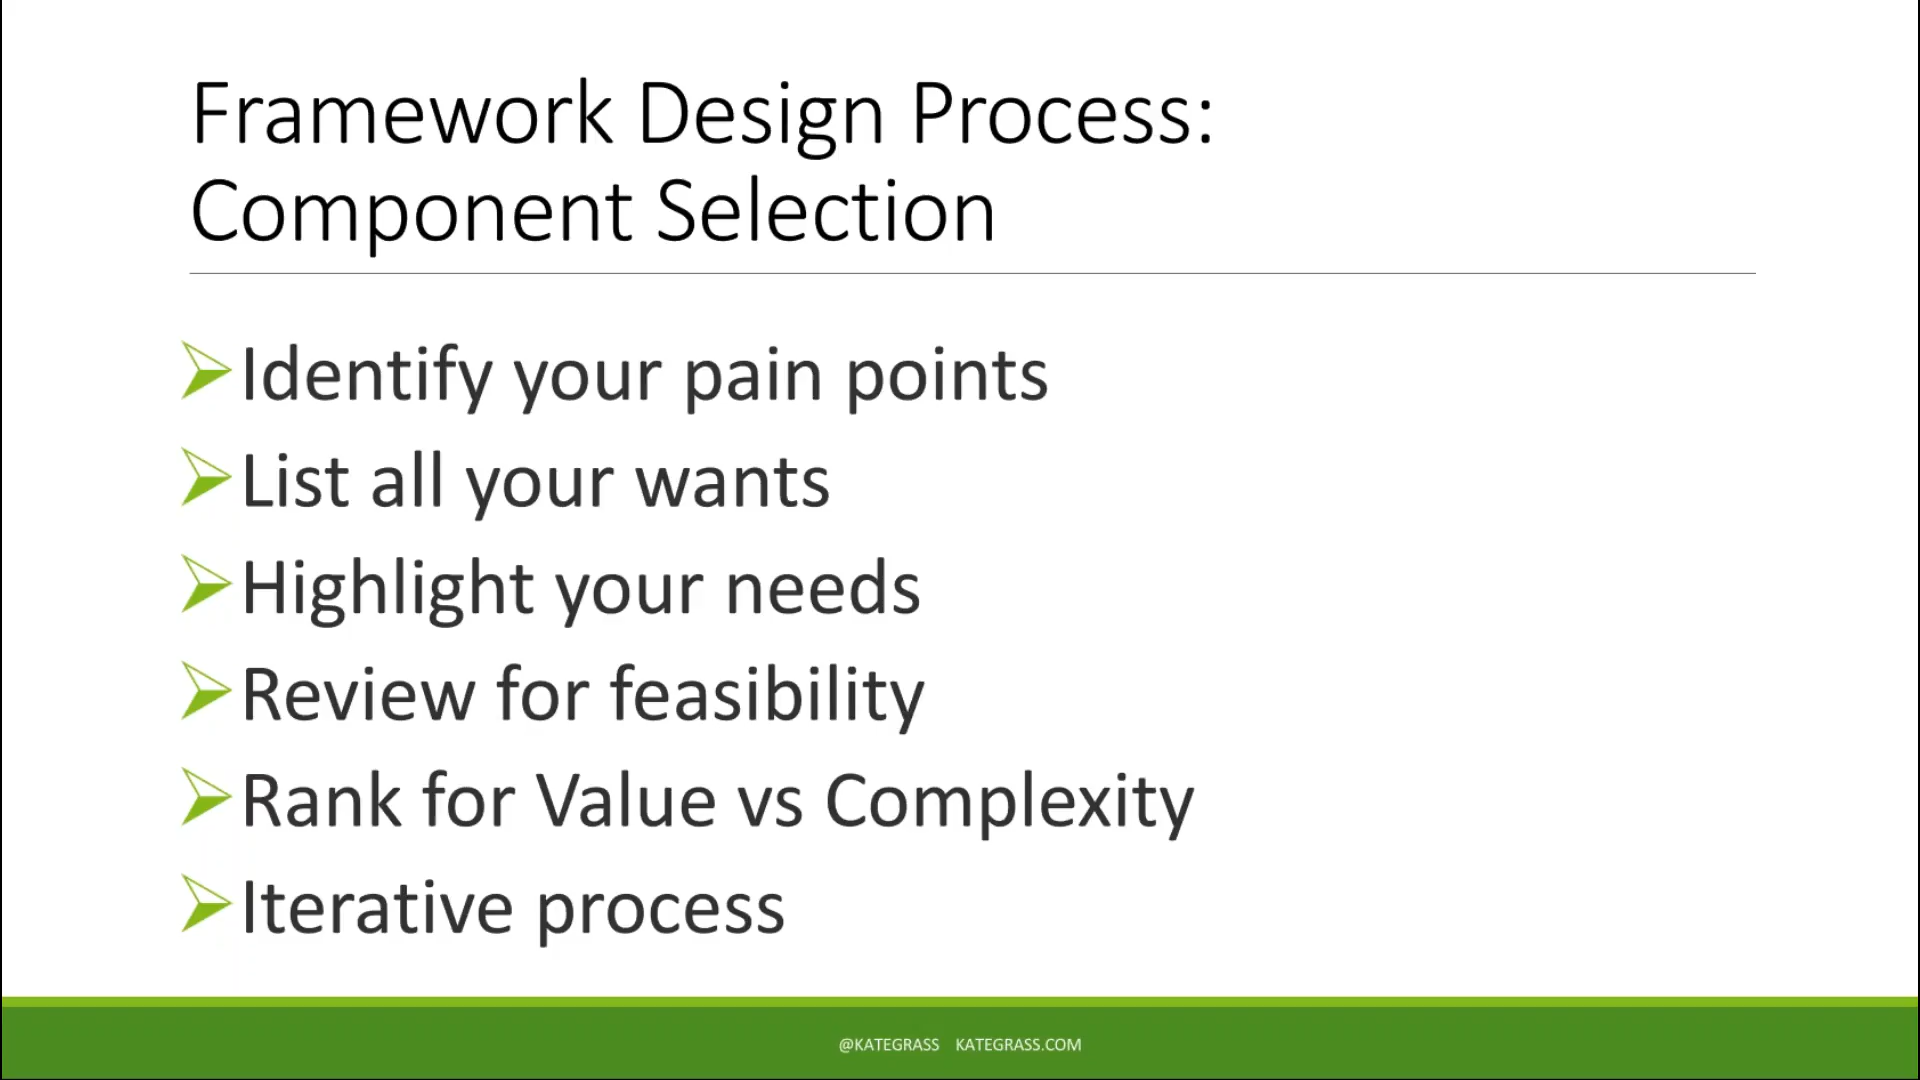 Framework Design Process:
Component Selection
Identify your pain points
List all your wants
Highlight your needs
Review for feasibility
Rank for Value vs Complexity
Iterative process
@KATEGRASS KATEGRASS.COM